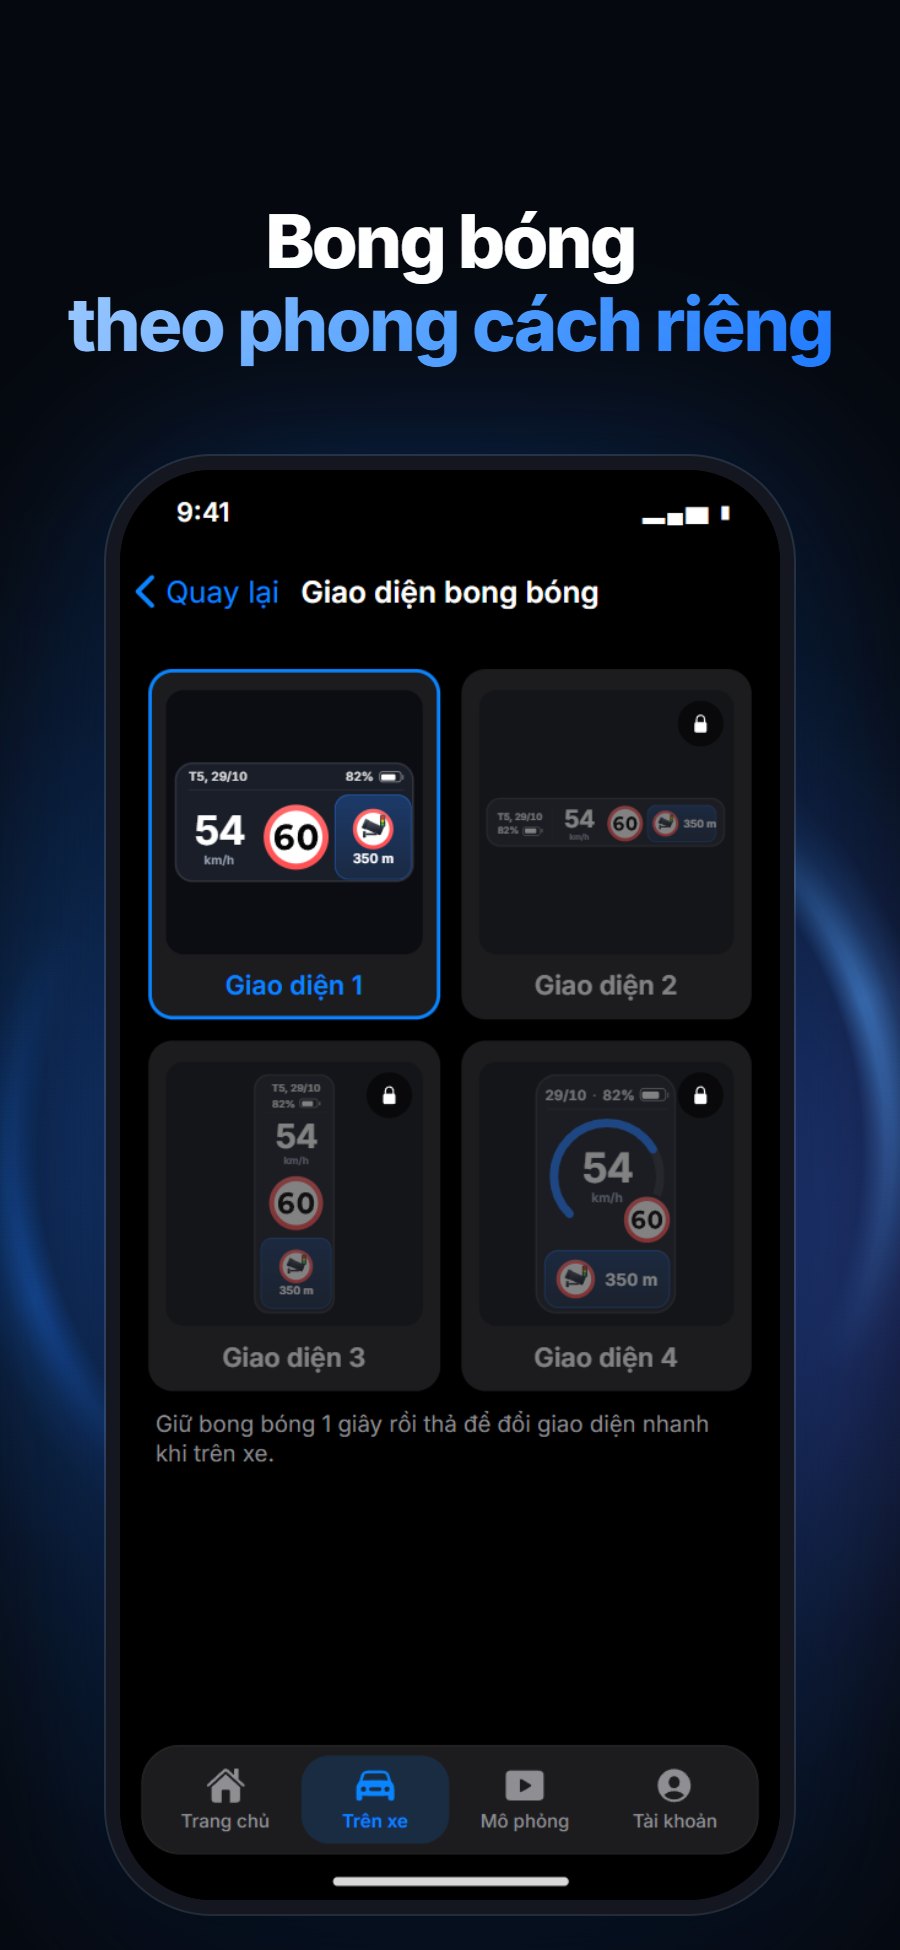 Bong bóng
theo phong cách riêng
9:41
Quay lại Giao diện bong bóng
T5, 29/10 82%
54 km/h 60 350 m
Giao diện 1
T5, 29/10
82%
54 km/h 60 350 m
Giao diện 2
T5, 29/10
82%
54
km/h
60
350 m
Giao diện 3
29/10 · 82%
54
km/h
60
350 m
Giao diện 4
Giữ bong bóng 1 giây rồi thả để đổi giao diện nhanh
khi trên xe.
Trang chủ Trên xe Mô phỏng Tài khoản